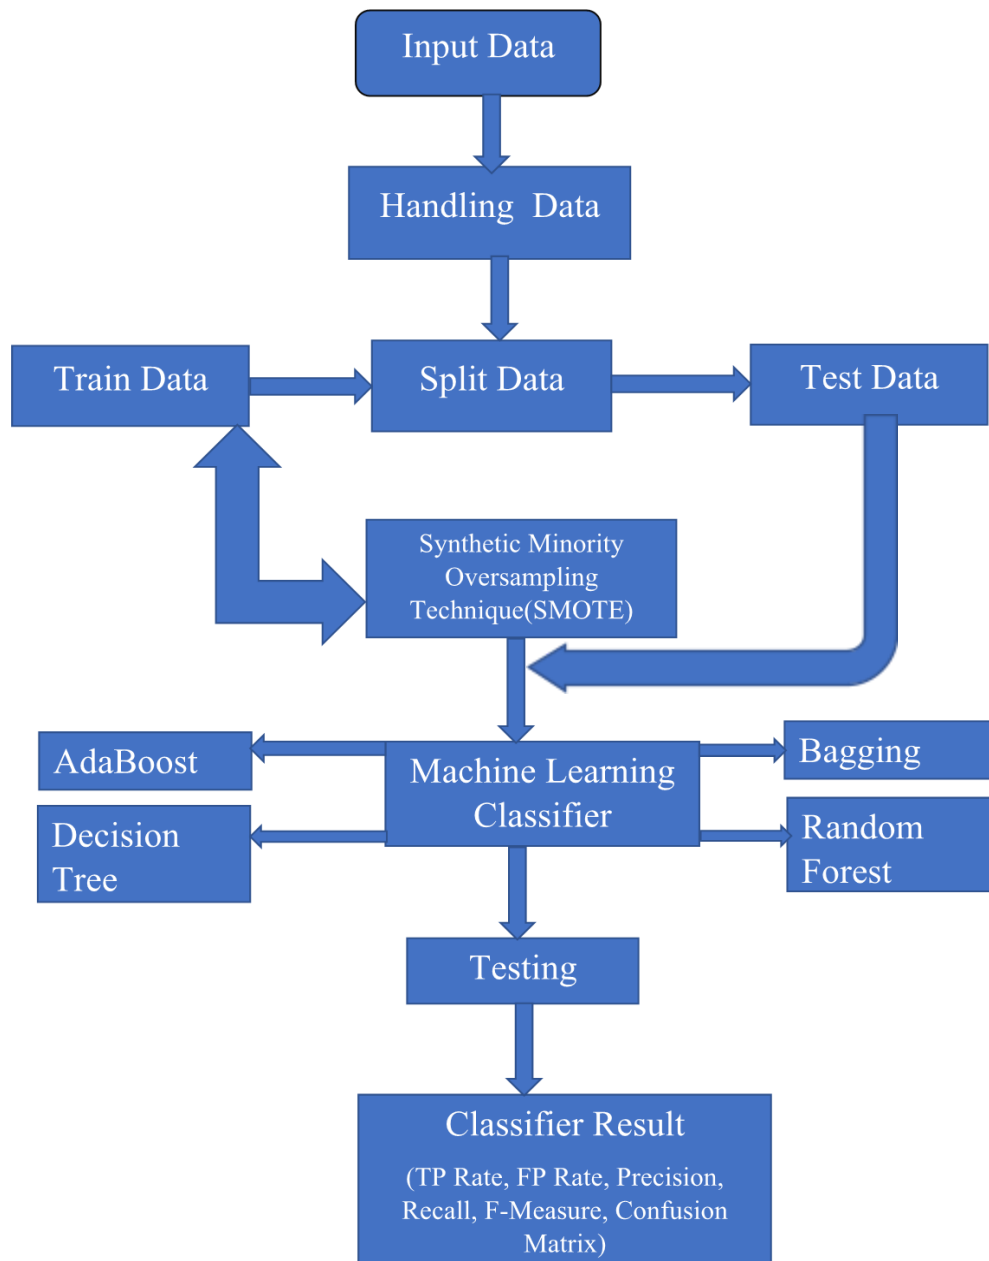 Input Data
Handling  Data
Train Data
Split Data
Test Data
Synthetic Minority
Oversampling
Technique(SMOTE)
AdaBoost
Machine Learning
Classifier
Bagging
Decision
Tree
Random
Forest
Testing
Classifier Result
(TP Rate, FP Rate, Precision,
Recall, F-Measure, Confusion
Matrix)